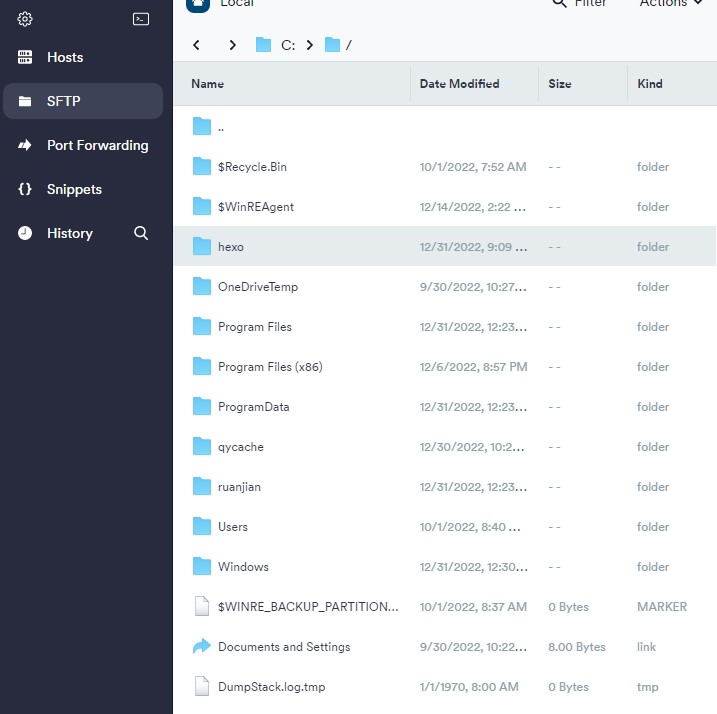 Local Filter Actions
Hosts
C: /
Name Date Modified Size Kind
SFTP
..
Port Forwarding
$Recycle.Bin 10/1/2022, 7:52 AM - - folder
Snippets
$WinREAgent 12/14/2022, 2:22 ... - - folder
History
hexo 12/31/2022, 9:09 ... - - folder
OneDriveTemp 9/30/2022, 10:27... - - folder
Program Files 12/31/2022, 12:23... - - folder
Program Files (x86) 12/6/2022, 8:57 PM - - folder
ProgramData 12/31/2022, 12:23... - - folder
qycache 12/30/2022, 10:2... - - folder
ruanjian 12/31/2022, 12:23... - - folder
Users 10/1/2022, 8:40 ... - - folder
Windows 12/31/2022, 12:30... - - folder
$WINRE_BACKUP_PARTITION... 10/1/2022, 8:37 AM 0 Bytes MARKER
Documents and Settings 9/30/2022, 10:22... 8.00 Bytes link
DumpStack.log.tmp 1/1/1970, 8:00 AM 0 Bytes tmp